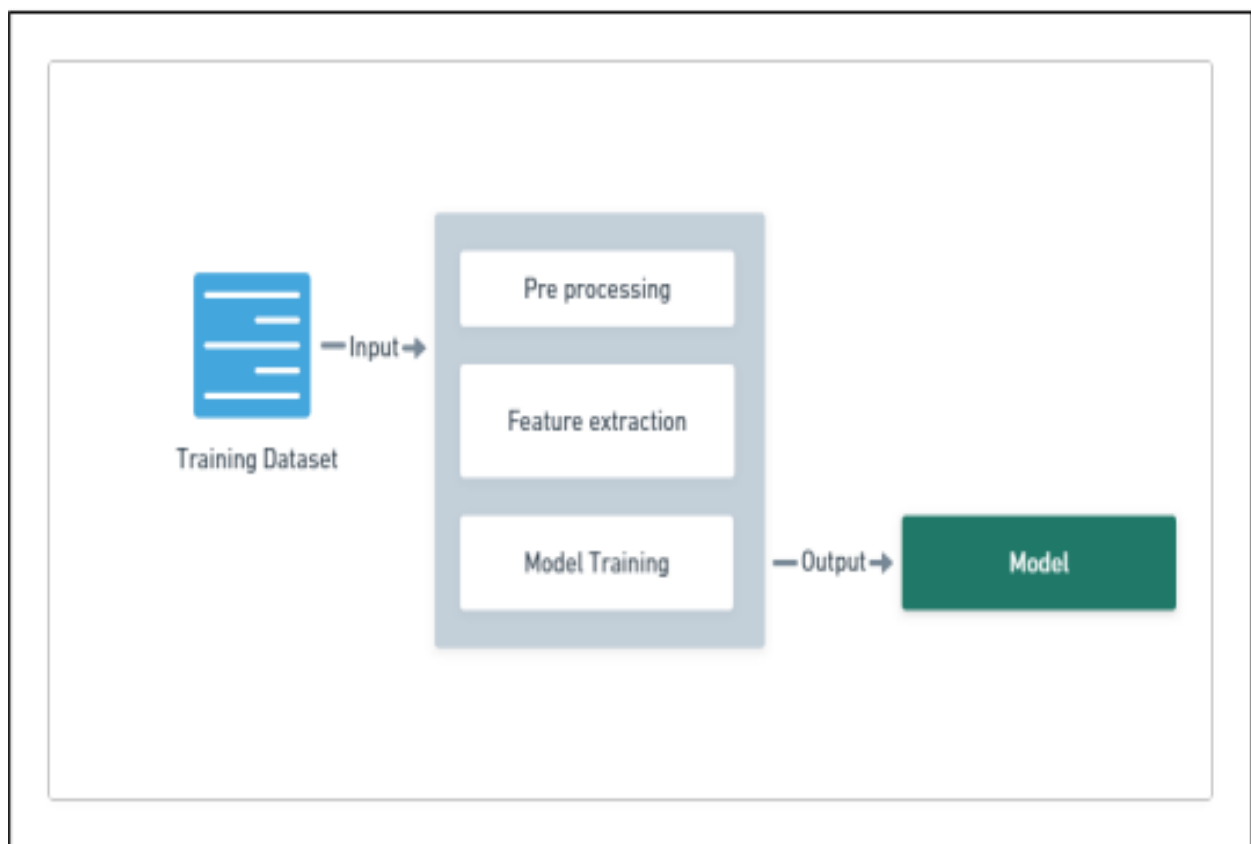 Pre processing
Input
Feature extraction
Training Dataset
Model Training
Output
Model